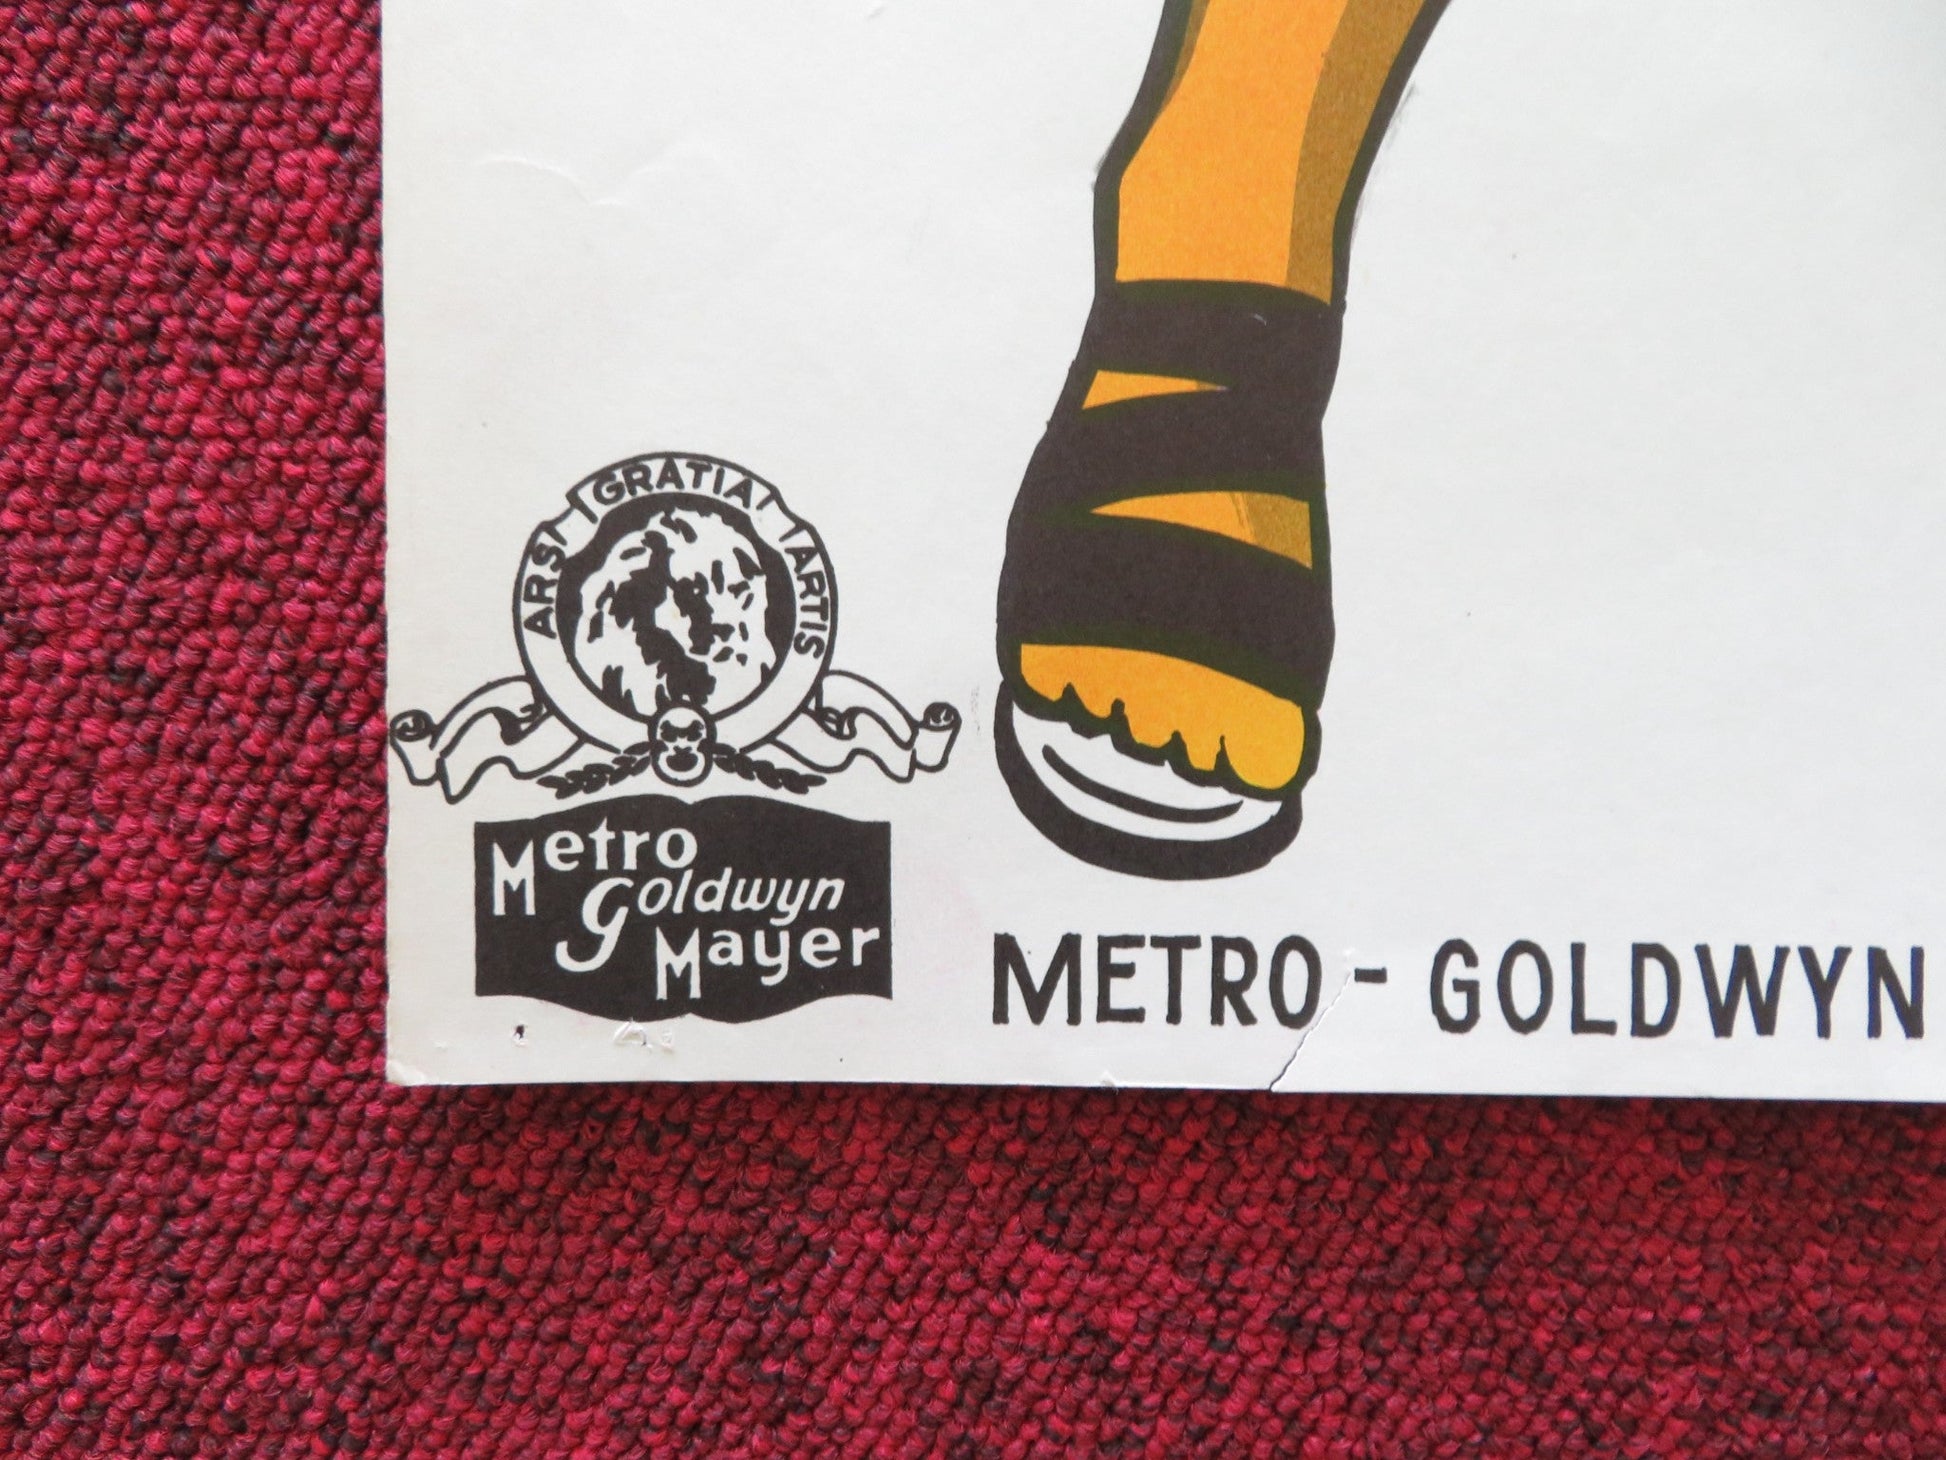 ARS GRATIA ARTIS
Metro
Goldwyn
Mayer
METRO - GOLDWYN